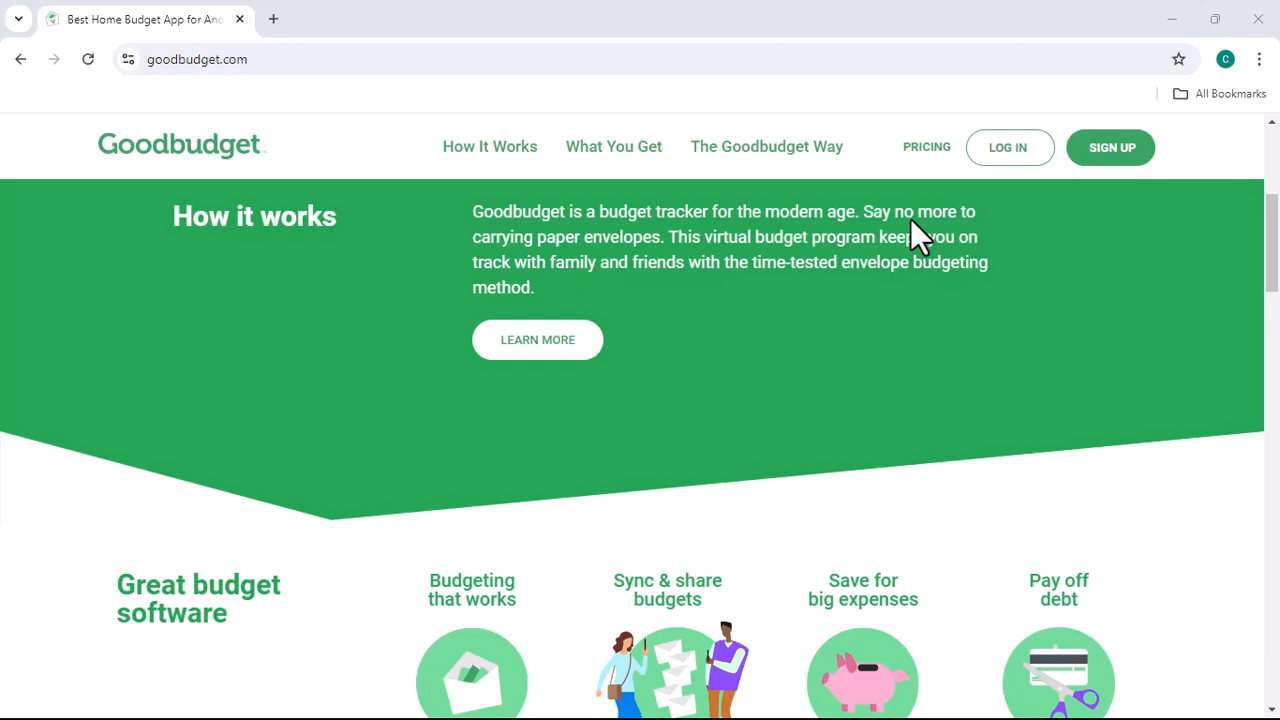 Best Home Budget App for And
goodbudget.com
C
All Bookmarks
Goodbudget
How It Works
What You Get
The Goodbudget Way
PRICING
LOG IN
SIGN UP
How it works
Goodbudget is a budget tracker for the modern age. Say no more to
carrying paper envelopes. This virtual budget program keeps you on
track with family and friends with the time-tested envelope budgeting
method.
LEARN MORE
Great budget
software
Budgeting
that works
Sync & share
budgets
Save for
big expenses
Pay off
debt